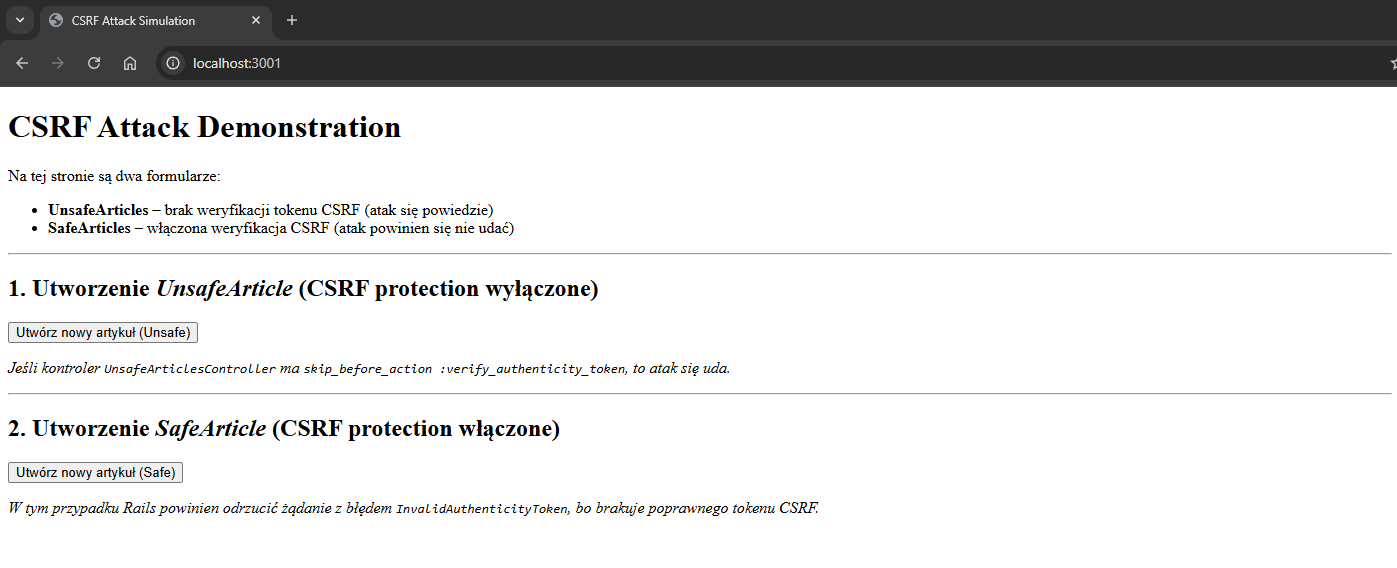 CSRF Attack Simulation
localhost:3001
CSRF Attack Demonstration
Na tej stronie są dwa formularze:
UnsafeArticles – brak weryfikacji tokenu CSRF (atak się powiedzie)
SafeArticles – włączona weryfikacja CSRF (atak powinien się nie udać)
1. Utworzenie UnsafeArticle (CSRF protection wyłączone)
Utwórz nowy artykuł (Unsafe)
Jeśli kontroler UnsafeArticlesController ma skip_before_action :verify_authenticity_token, to atak się uda.
2. Utworzenie SafeArticle (CSRF protection włączone)
Utwórz nowy artykuł (Safe)
W tym przypadku Rails powinien odrzucić żądanie z błędem InvalidAuthenticityToken, bo brakuje poprawnego tokenu CSRF.